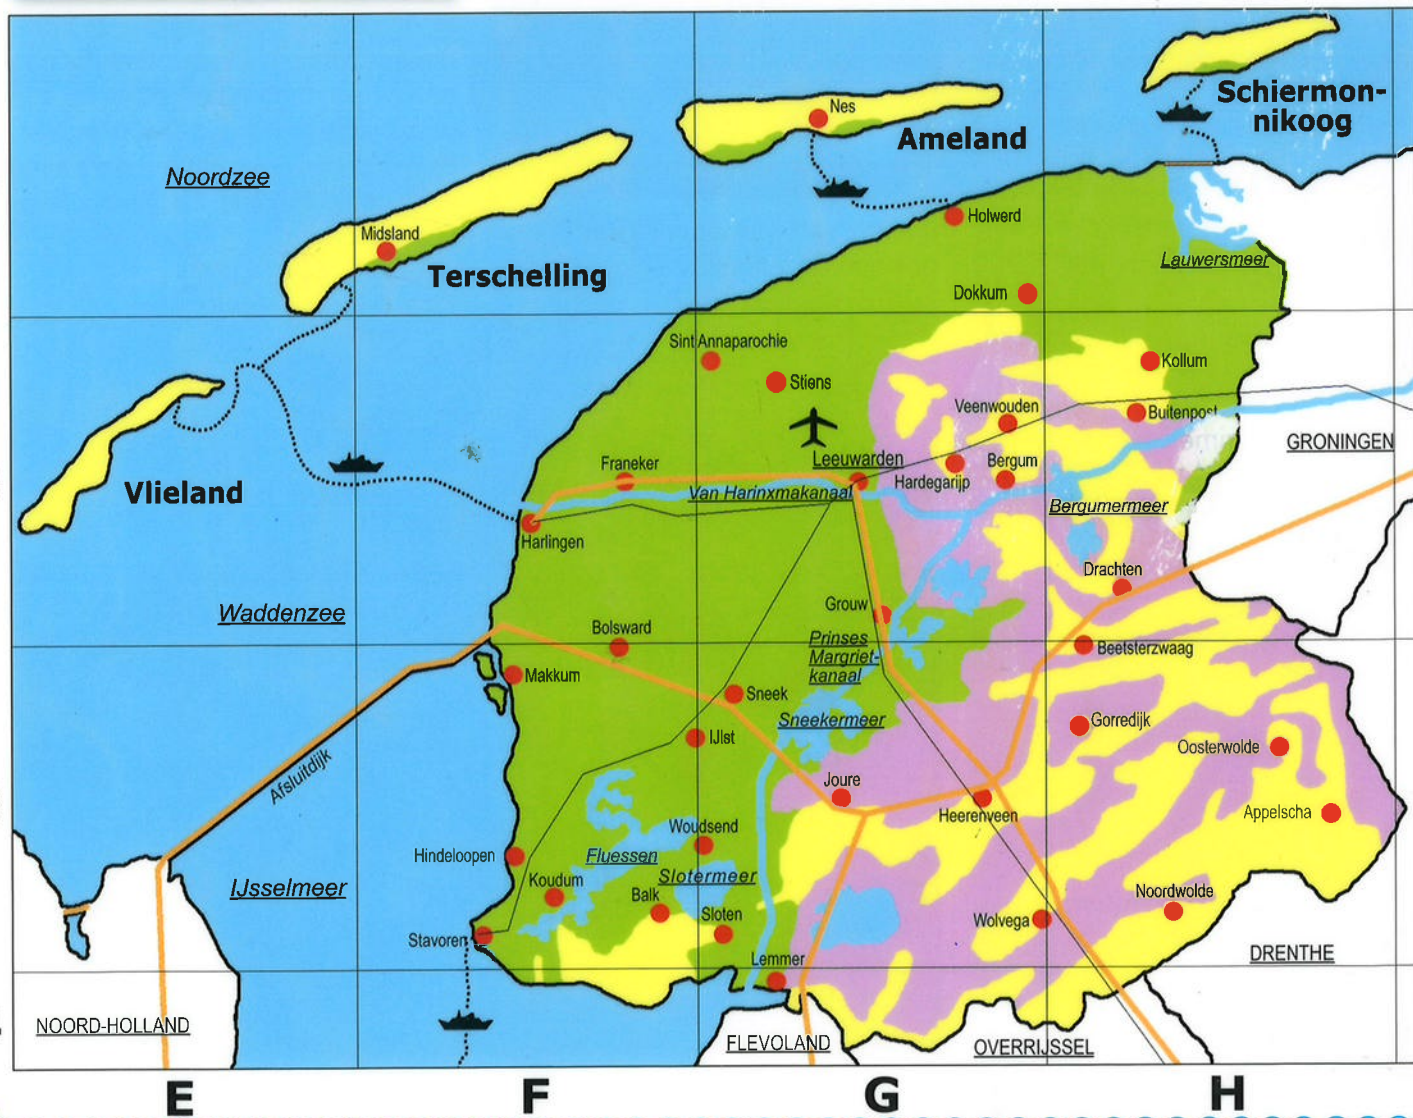 Schiermon-
nikoog
Nes
Ameland
Noordzee
Holwerd
Midsland
Terschelling
Lauwersmeer
Dokkum
Sint Annaparochie
Stiens
Kollum
Veenwouden
Buitenpost
GRONINGEN
Leeuwarden
Franeker
Bergum
Hardegarijp
Vlieland
Van Harinxmakanaal
Bergumermeer
Harlingen
Drachten
Grouw
Waddenzee
Bolsward
Prinses
Margriet-
kanaal
Beetsterzwaag
Makkum
Sneek
Sneekermeer
Gorredijk
IJlst
Oosterwolde
Afsluitdijk
Joure
Heerenveen
Appelscha
Woudsend
Hindeloopen
Fluessen
Slotermeer
Koudum
IJsselmeer
Balk
Sloten
Noordwolde
Wolvega
Stavoren
Lemmer
DRENTHE
NOORD-HOLLAND
FLEVOLAND
OVERRIJSSEL
E F G H